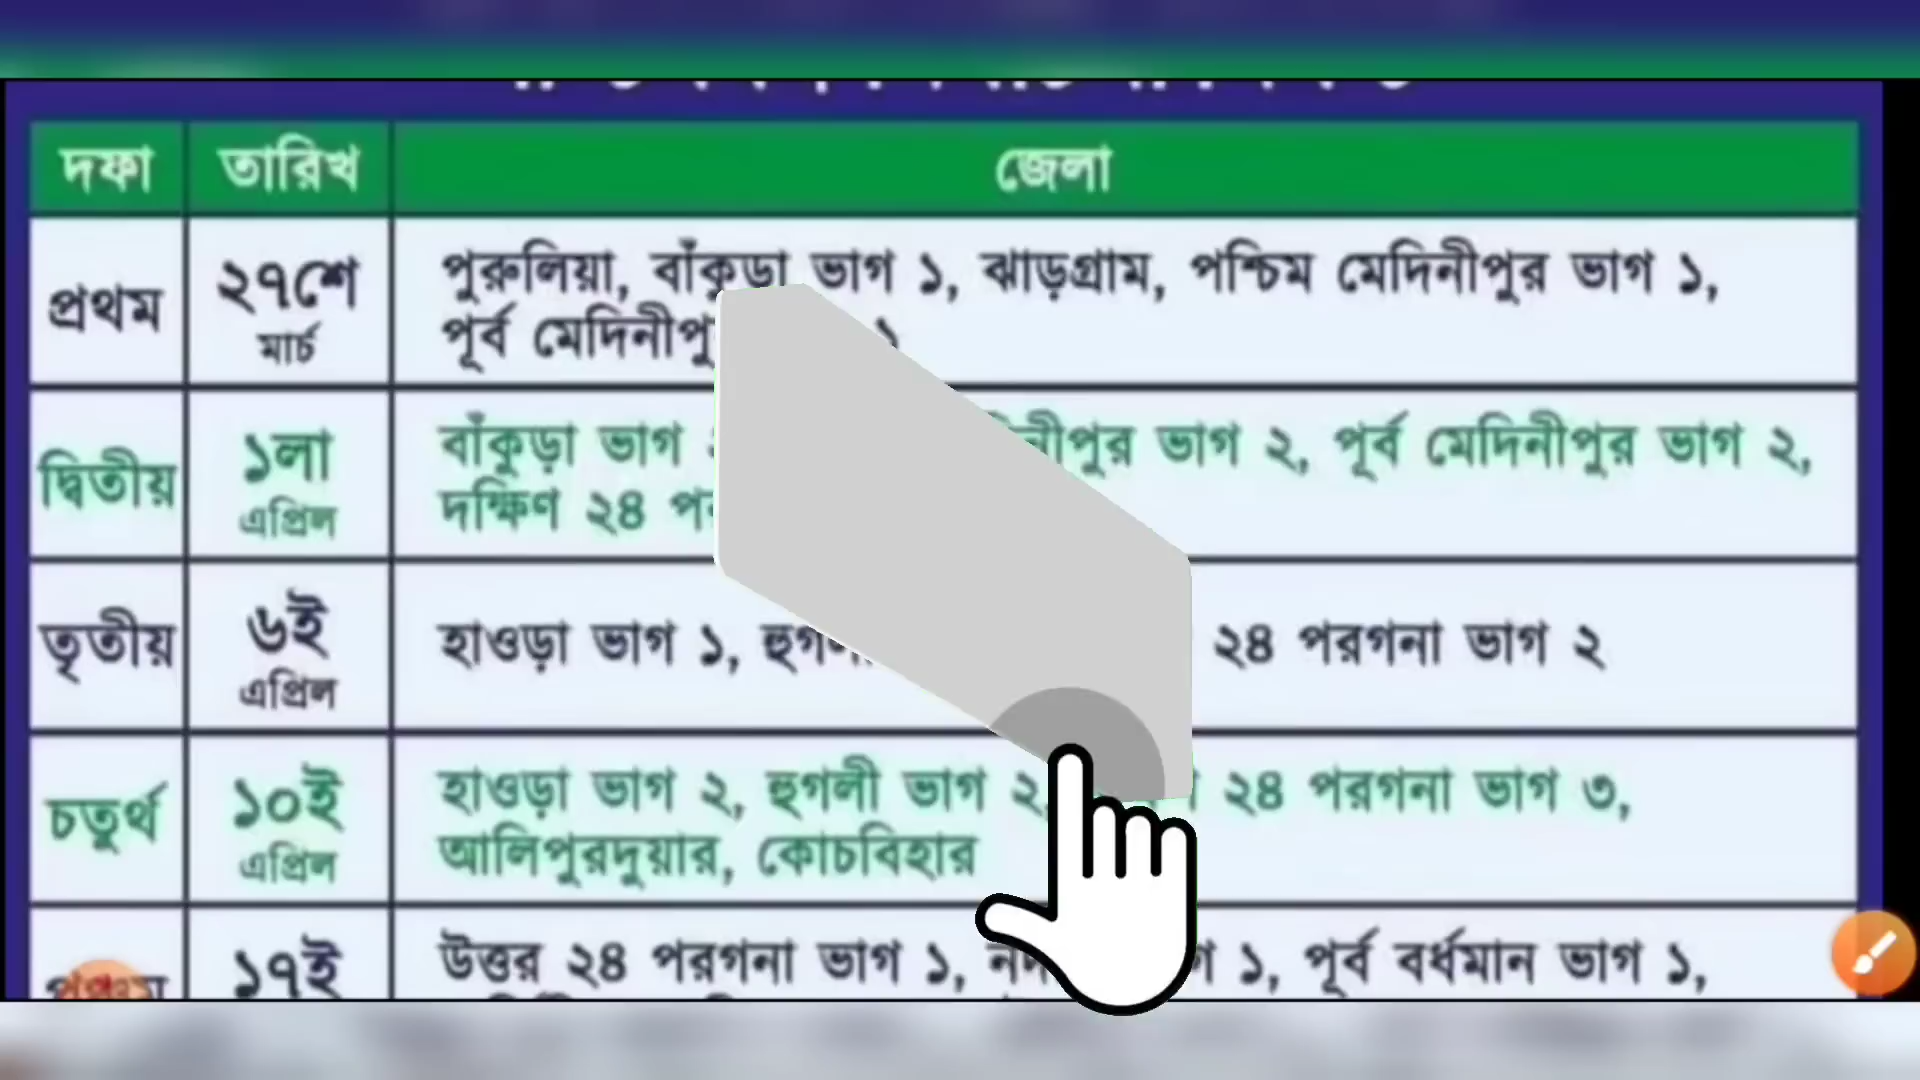 দফা তারিখ জেলা
প্রথম ২৭শে মার্চ পুরুলিয়া, বাঁকুড়া ভাগ ১, ঝাড়গ্রাম, পশ্চিম মেদিনীপুর ভাগ ১,
পূর্ব ১
দ্বিতীয় ১লা এপ্রিল বাঁকুড়া ভাগ ভাগ ২, পূর্ব মেদিনীপুর ভাগ ২,
দক্ষিণ ২৪
তৃতীয় ৬ই এপ্রিল হাওড়া ভাগ ১, ২৪ পরগনা ভাগ ২
চতুর্থ ১০ই এপ্রিল হাওড়া ভাগ ২, হুগলী ভাগ ২, ২৪ পরগনা ভাগ ৩,
আলিপুরদুয়ার, কোচবিহার
১৭ই উত্তর ২৪ পরগনা ভাগ ১, ১, পূর্ব বর্ধমান ভাগ ১,